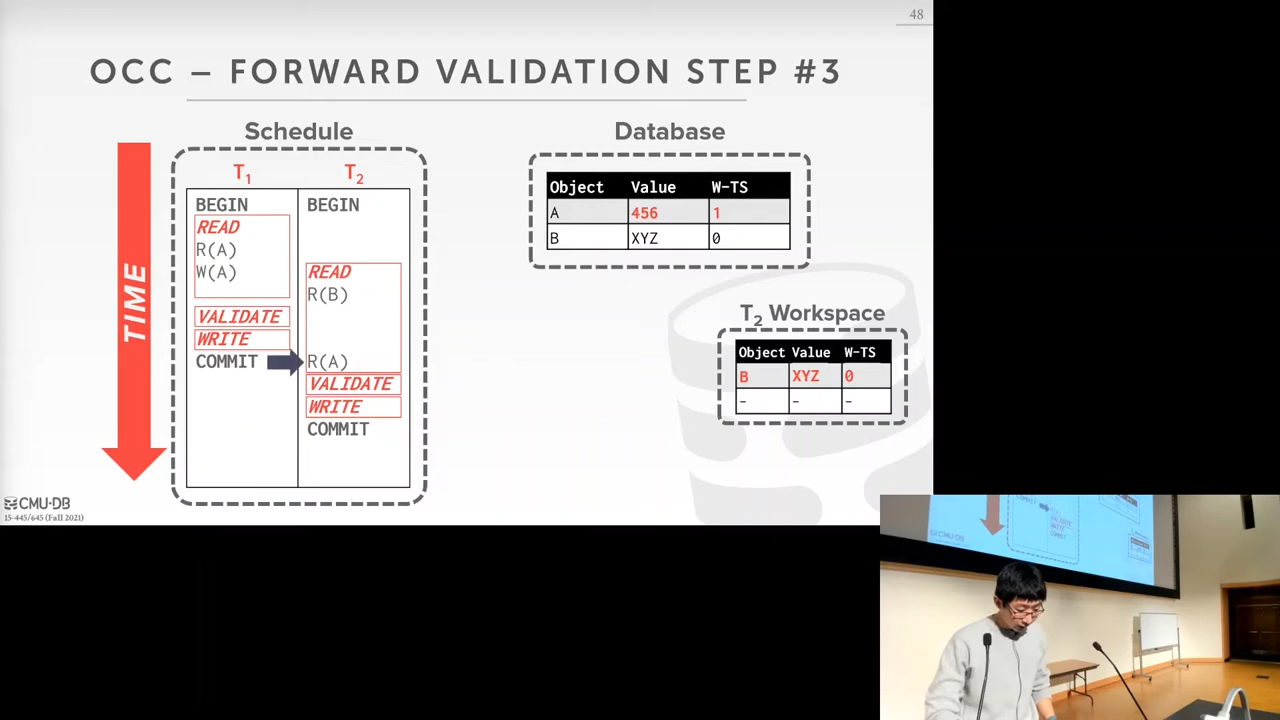 48
OCC – FORWARD VALIDATION STEP #3
Schedule
Database
TIME
T1 T2
BEGIN BEGIN
READ
R(A)
W(A)
READ
R(B)
VALIDATE
WRITE
COMMIT R(A)
VALIDATE
WRITE
COMMIT
Object Value W-TS
A 456 1
B XYZ 0
T2 Workspace
Object Value W-TS
B XYZ 0
- - -
CMU·DB
15-445/645 (Fall 2021)